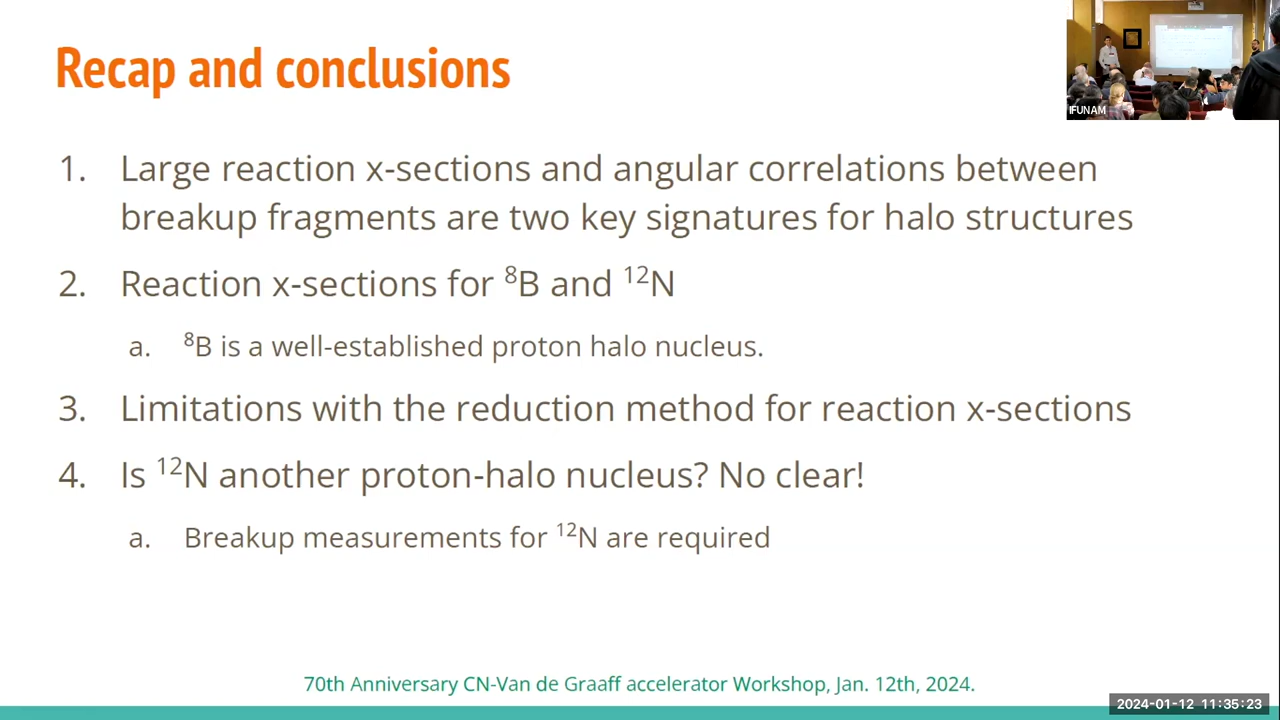 Recap and conclusions
IFUNAM
1. Large reaction x-sections and angular correlations between
breakup fragments are two key signatures for halo structures
2. Reaction x-sections for ⁸B and ¹²N
a. ⁸B is a well-established proton halo nucleus.
3. Limitations with the reduction method for reaction x-sections
4. Is ¹²N another proton-halo nucleus? No clear!
a. Breakup measurements for ¹²N are required
70th Anniversary CN-Van de Graaff accelerator Workshop, Jan. 12th, 2024.
2024-01-12 11:35:23